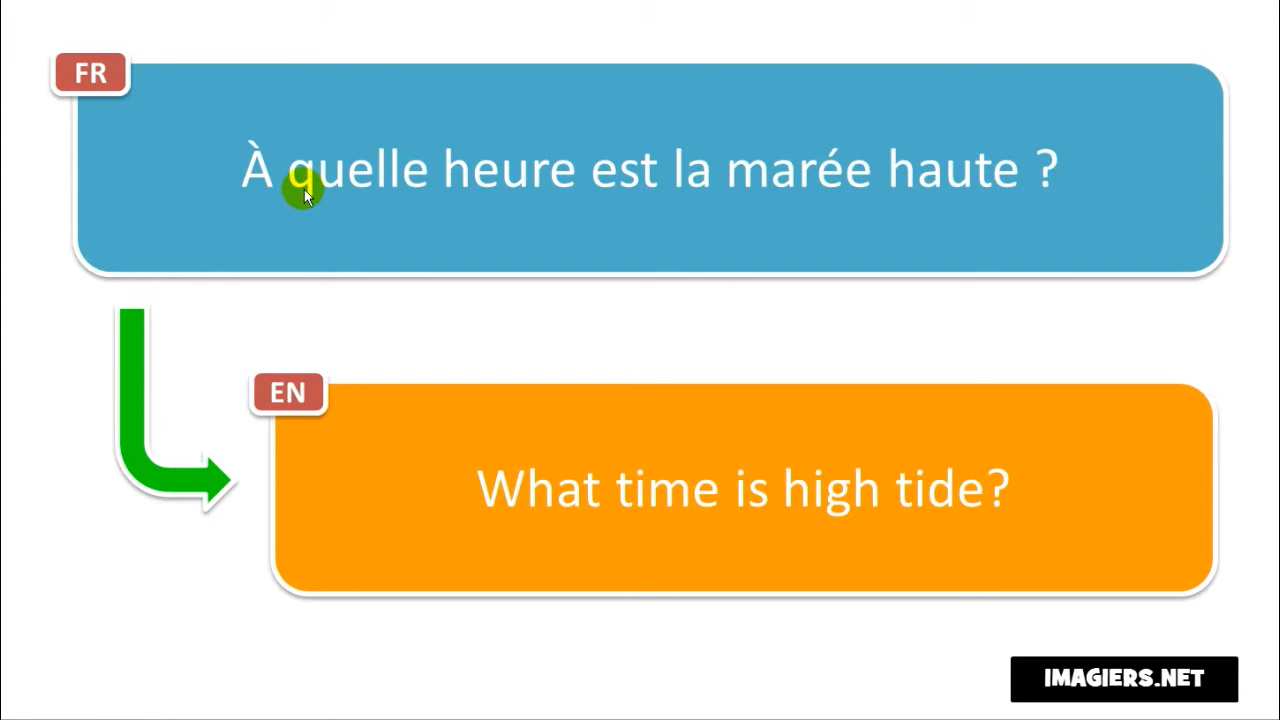 FR
À quelle heure est la marée haute ?
EN
What time is high tide?
IMAGIERS.NET